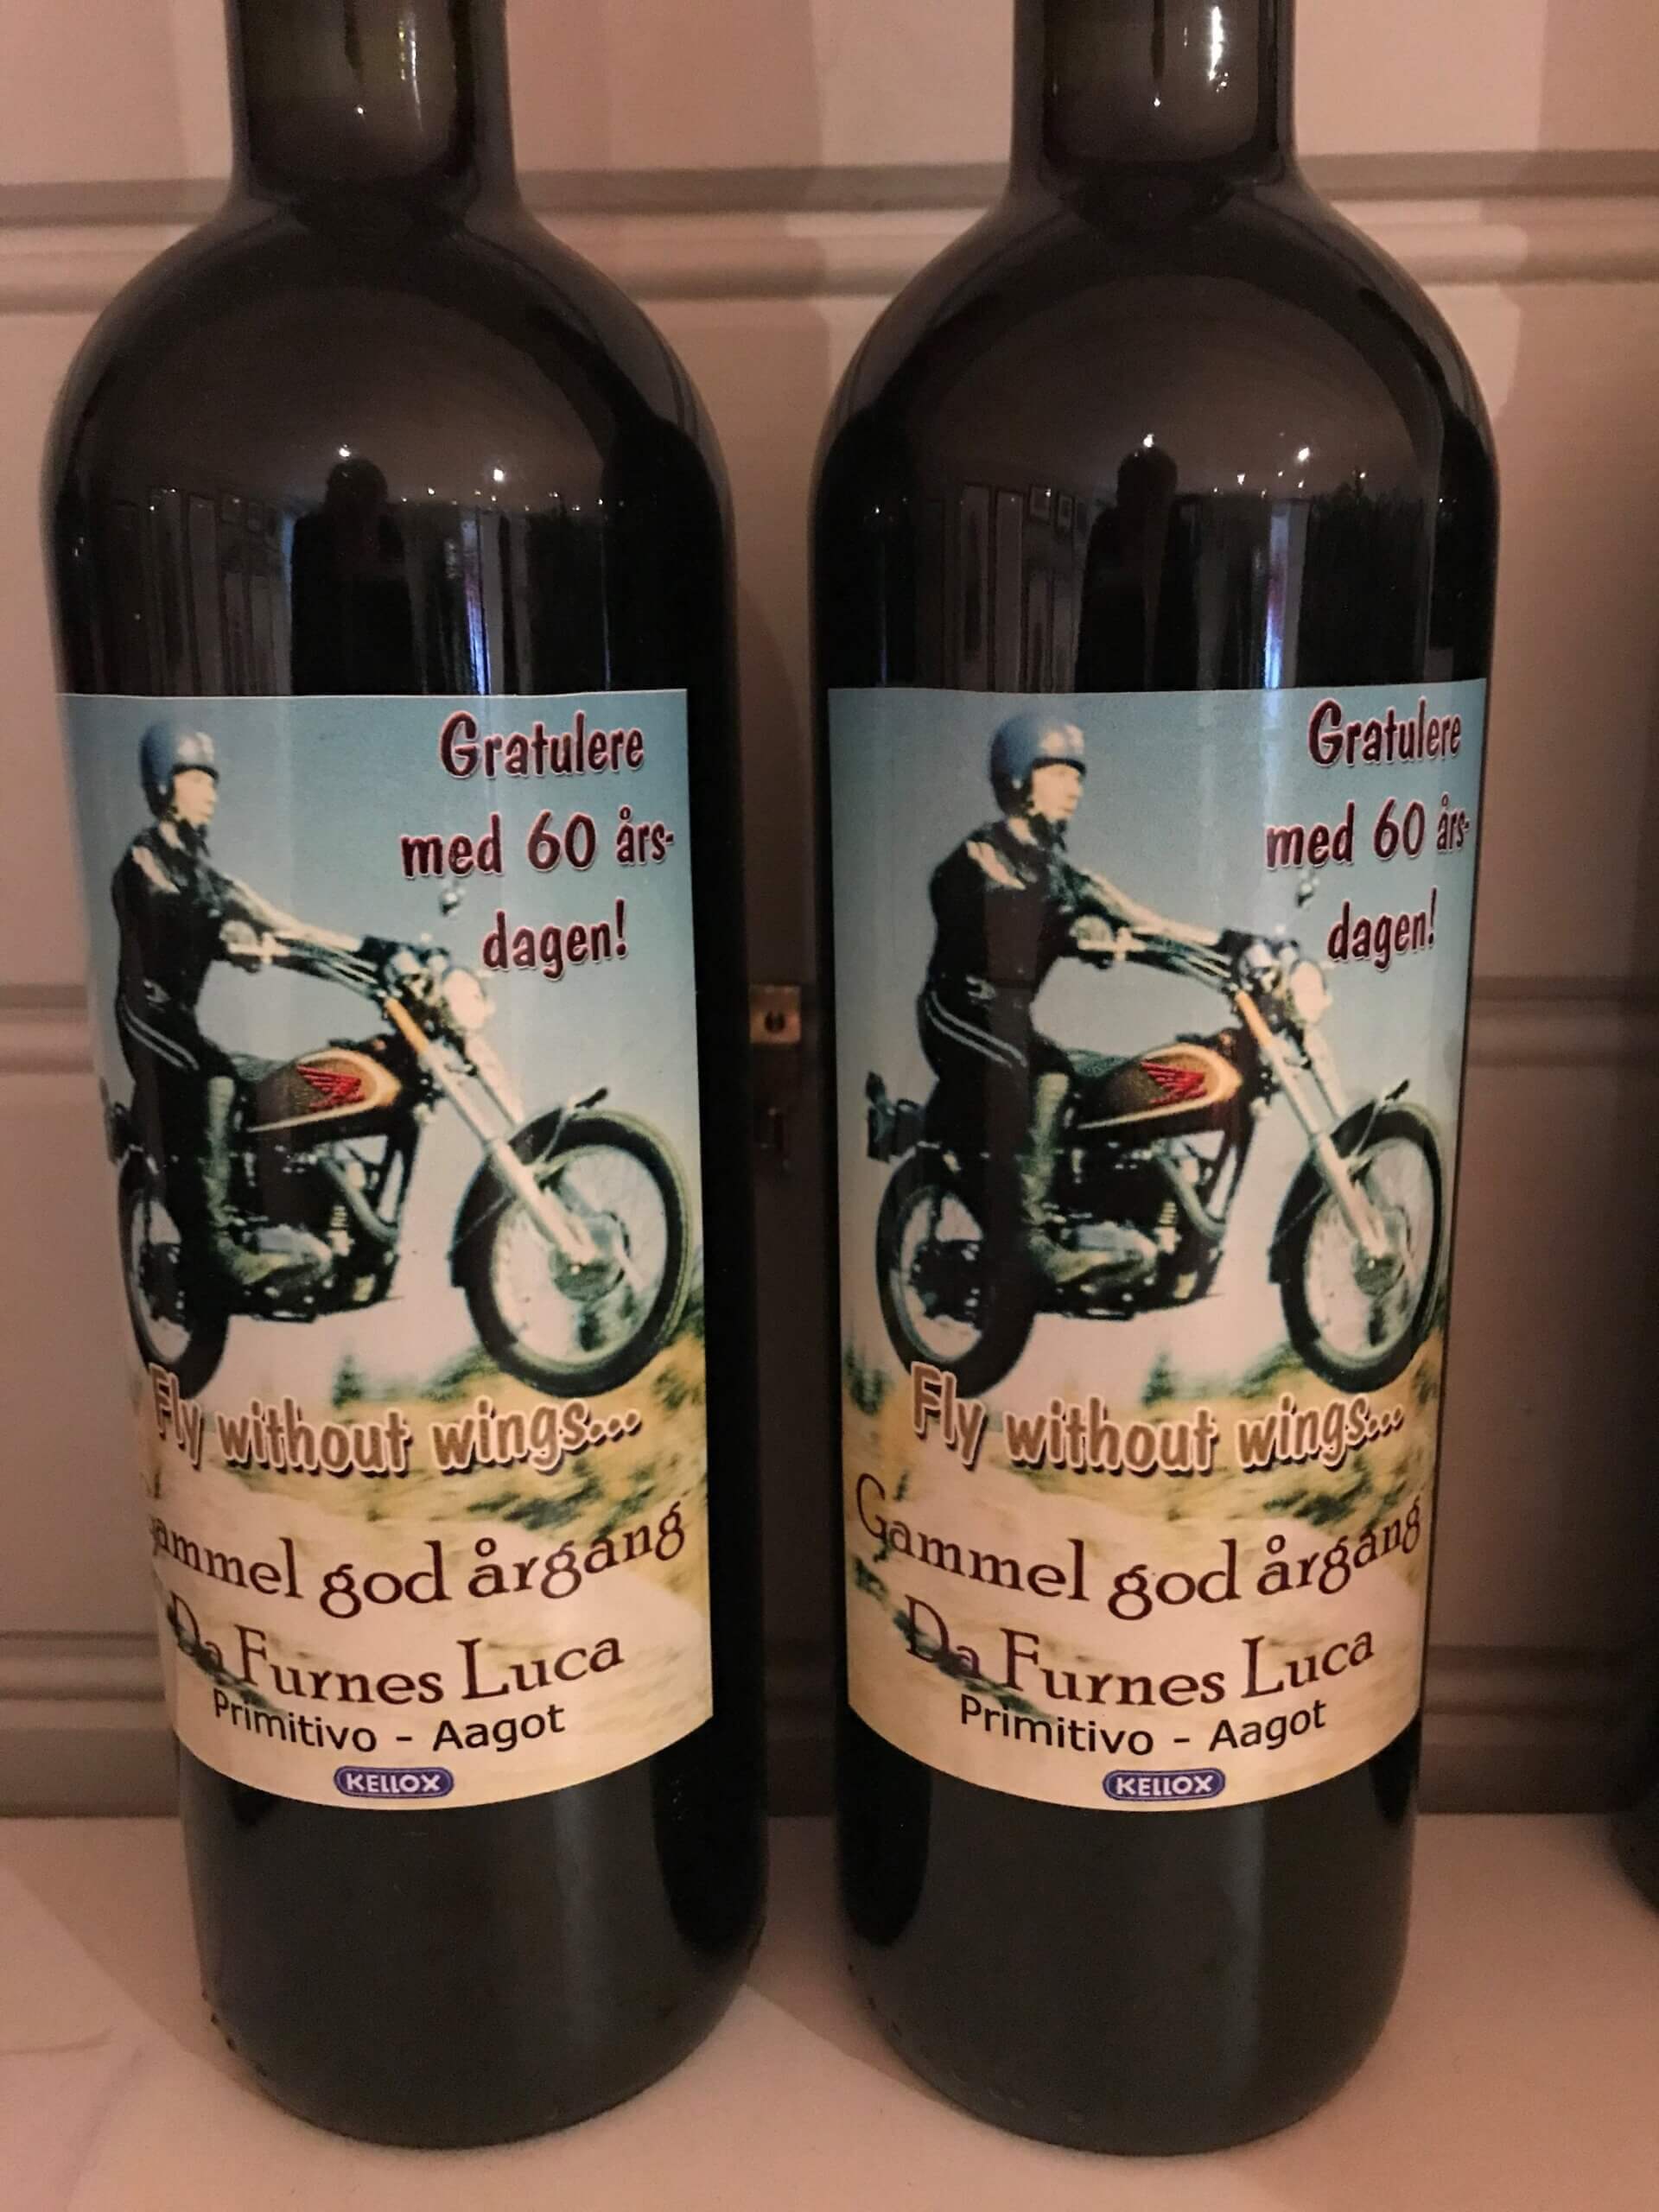 Gratulere
med 60 års-
dagen!
Fly without wings...
ammel god årgang
Da Furnes Luca
Primitivo - Aagot
KELLOX
Gratulere
med 60 års-
dagen!
Fly without wings...
Gammel god årgang
Da Furnes Luca
Primitivo - Aagot
KELLOX